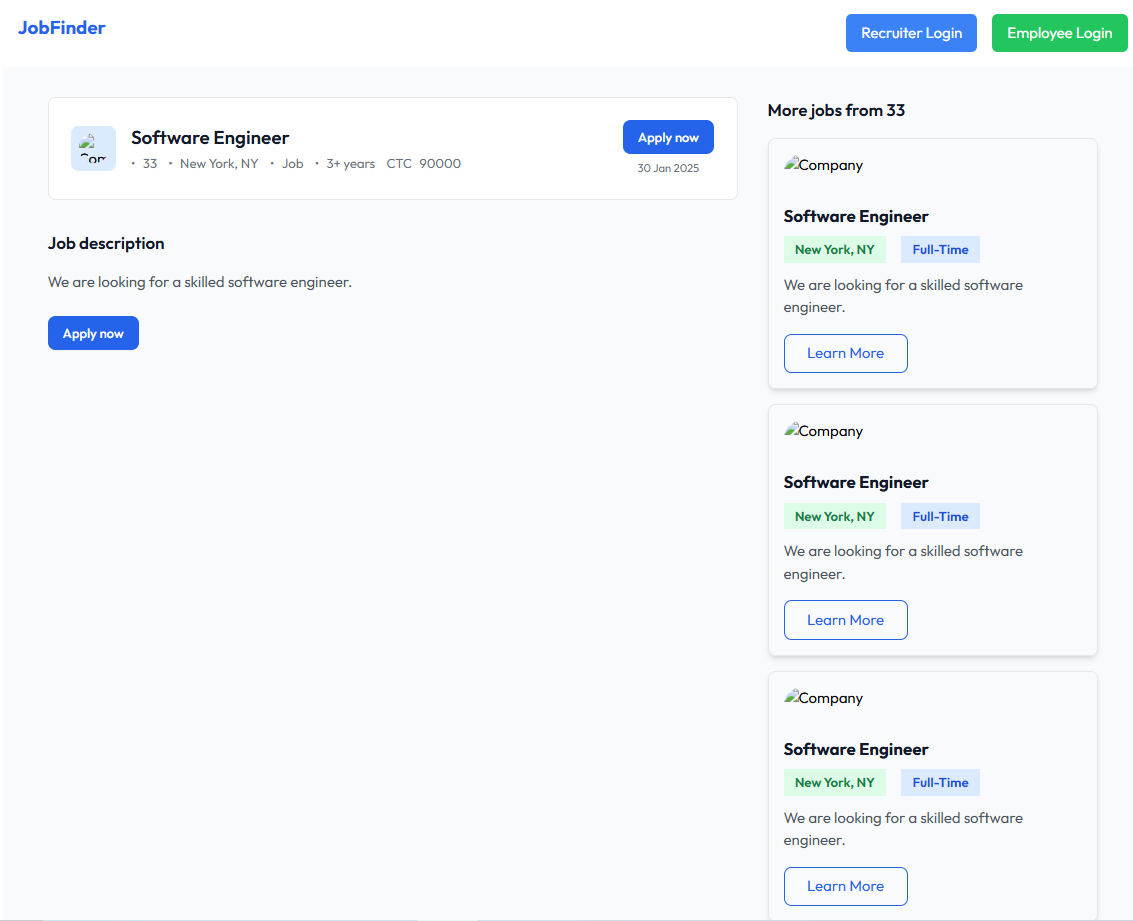 JobFinder
Recruiter Login
Employee Login
Software Engineer
• 33 • New York, NY • Job • 3+ years CTC 90000
Apply now
30 Jan 2025
Job description
We are looking for a skilled software engineer.
Apply now
More jobs from 33
Company
Software Engineer
New York, NY Full-Time
We are looking for a skilled software
engineer.
Learn More
Company
Software Engineer
New York, NY Full-Time
We are looking for a skilled software
engineer.
Learn More
Company
Software Engineer
New York, NY Full-Time
We are looking for a skilled software
engineer.
Learn More